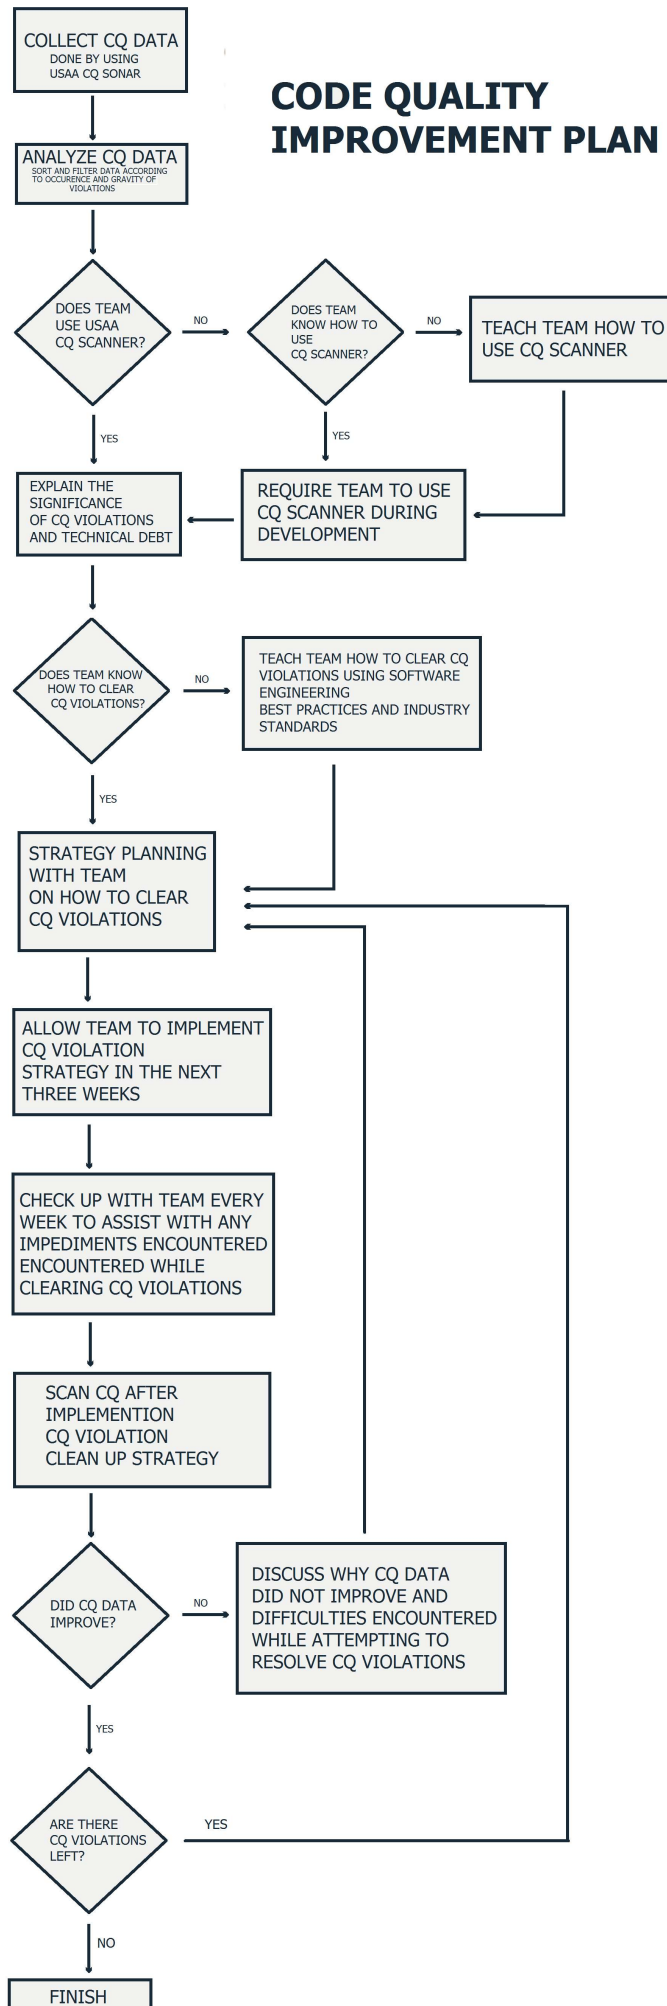 COLLECT CQ DATA
DONE BY USING
USAA CQ SONAR
CODE QUALITY
IMPROVEMENT PLAN
ANALYZE CQ DATA
SORT AND FILTER DATA ACCORDING
TO OCCURENCE AND GRAVITY OF
VIOLATIONS
DOES TEAM
USE USAA
CQ SCANNER?
NO
DOES TEAM
KNOW HOW TO
USE
CQ SCANNER?
NO
TEACH TEAM HOW TO
USE CQ SCANNER
YES
YES
EXPLAIN THE
SIGNIFICANCE
OF CQ VIOLATIONS
AND TECHNICAL DEBT
REQUIRE TEAM TO USE
CQ SCANNER DURING
DEVELOPMENT
DOES TEAM KNOW
HOW TO CLEAR
CQ VIOLATIONS?
NO
TEACH TEAM HOW TO CLEAR CQ
VIOLATIONS USING SOFTWARE
ENGINEERING
BEST PRACTICES AND INDUSTRY
STANDARDS
YES
STRATEGY PLANNING
WITH TEAM
ON HOW TO CLEAR
CQ VIOLATIONS
ALLOW TEAM TO IMPLEMENT
CQ VIOLATION
STRATEGY IN THE NEXT
THREE WEEKS
CHECK UP WITH TEAM EVERY
WEEK TO ASSIST WITH ANY
IMPEDIMENTS ENCOUNTERED
ENCOUNTERED WHILE
CLEARING CQ VIOLATIONS
SCAN CQ AFTER
IMPLEMENTION
CQ VIOLATION
CLEAN UP STRATEGY
DID CQ DATA
IMPROVE?
NO
DISCUSS WHY CQ DATA
DID NOT IMPROVE AND
DIFFICULTIES ENCOUNTERED
WHILE ATTEMPTING TO
RESOLVE CQ VIOLATIONS
YES
ARE THERE
CQ VIOLATIONS
LEFT?
YES
NO
FINISH